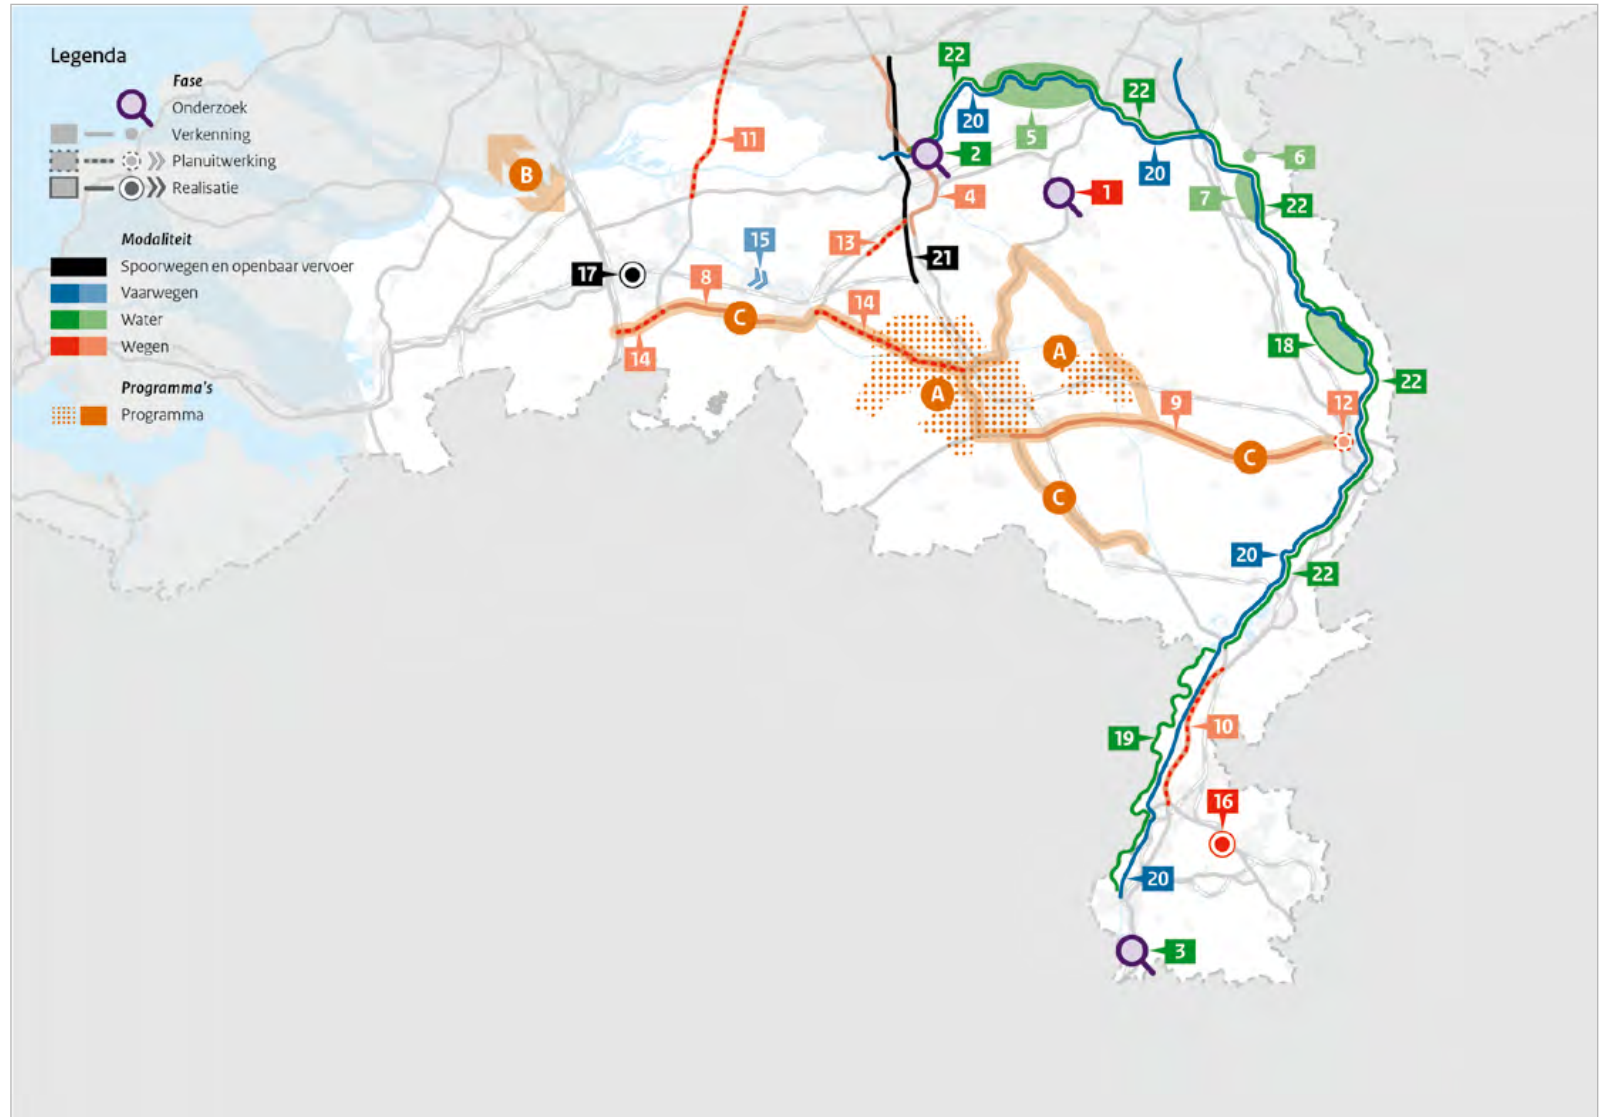 Legenda
Fase
Onderzoek
Verkenning
Planuitwerking
Realisatie
Modaliteit
Spoorwegen en openbaar vervoer
Vaarwegen
Water
Wegen
Programma's
Programma
22
11
20
5
22
2
20
6
B
1
7
4
22
13
15
21
17
8
14
C
18
14
A
22
A
9
12
C
C
20
22
10
19
16
20
3